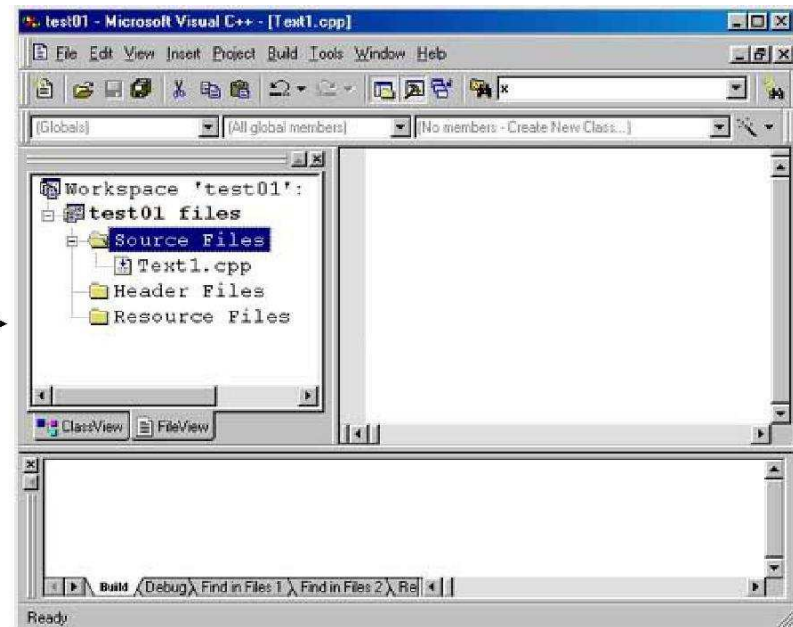 test01 - Microsoft Visual C++ - [Text1.cpp]
File Edit View Insert Project Build Tools Window Help
x
(Globals) (All global members) (No members - Create New Class...)
Workspace 'test01':
test01 files
Source Files
Text1.cpp
Header Files
Resource Files
ClassView FileView
Build Debug Find in Files 1 Find in Files 2 Re
Ready